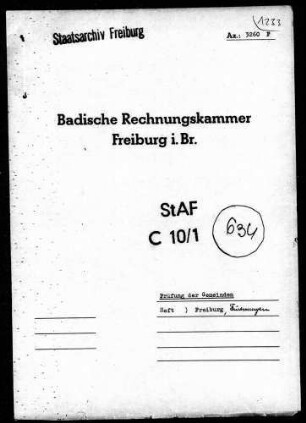 1233
Staatsarchiv Freiburg
Az.: 3260 F
Badische Rechnungskammer
Freiburg i. Br.
StAF
C 10/1
634
Prüfung der Gemeinden
Heft ) Freiburg,